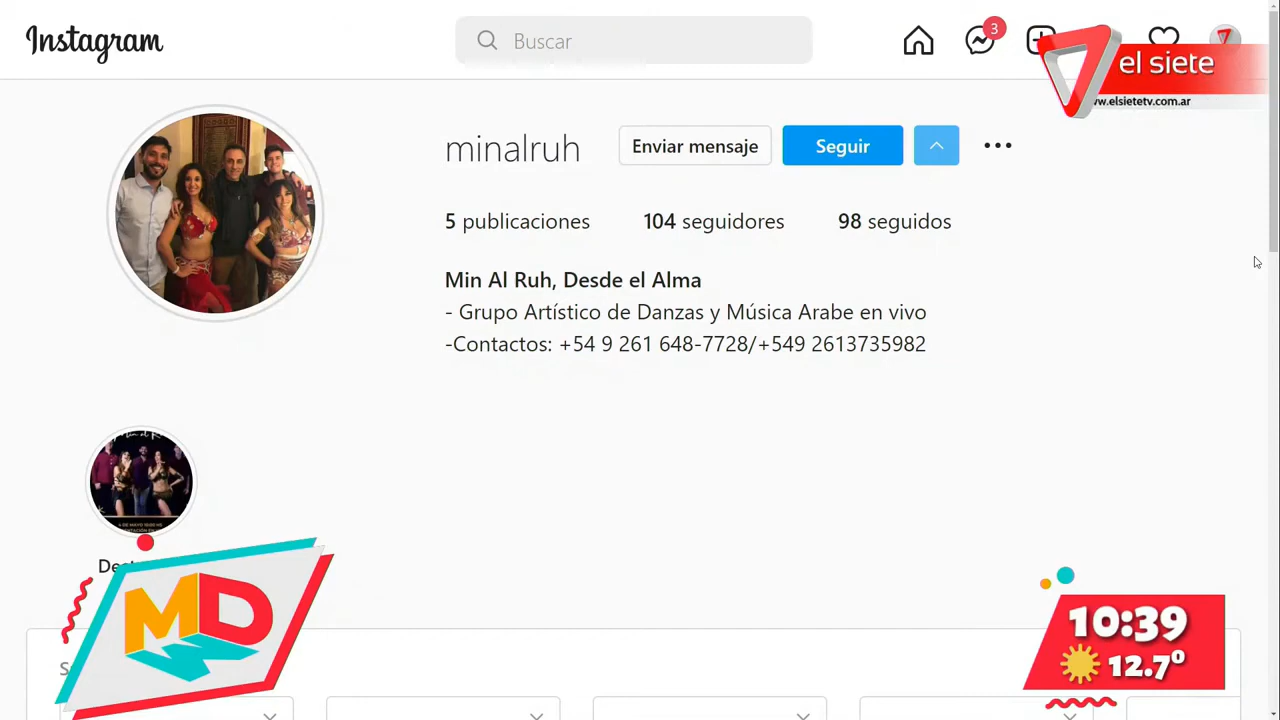 Instagram
Buscar
3
el siete
www.elsietetv.com.ar
minalruh
Enviar mensaje
Seguir
5 publicaciones
104 seguidores
98 seguidos
Min Al Ruh, Desde el Alma
- Grupo Artístico de Danzas y Música Arabe en vivo
-Contactos: +54 9 261 648-7728/+549 2613735982
MD
10:39
12.7º